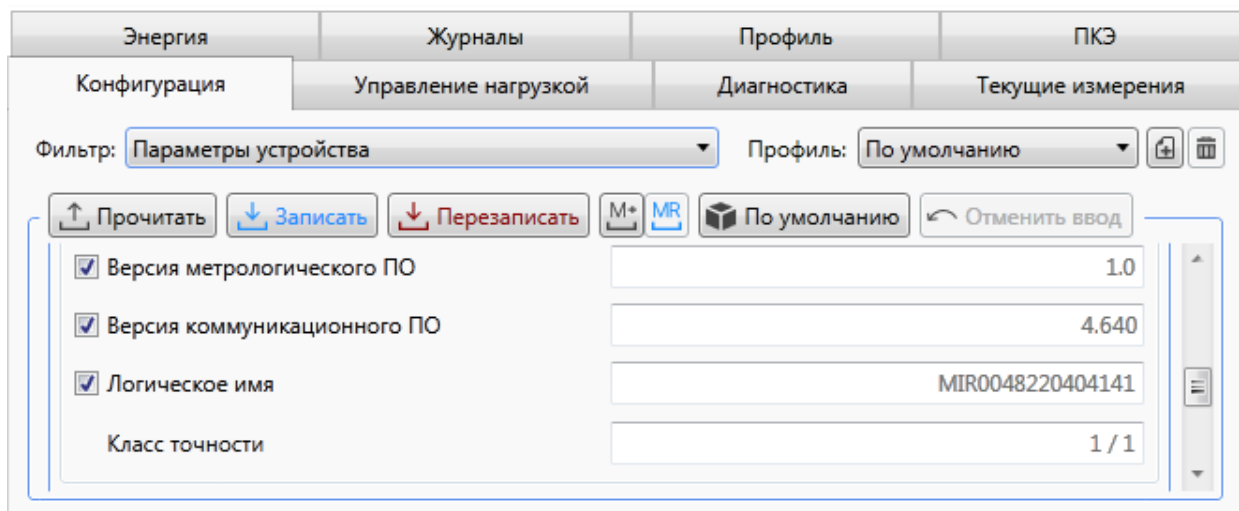 Энергия Журналы Профиль ПКЭ
Конфигурация Управление нагрузкой Диагностика Текущие измерения
Фильтр: Параметры устройства Профиль: По умолчанию
Прочитать Записать Перезаписать M+ MR По умолчанию Отменить ввод
Версия метрологического ПО 1.0
Версия коммуникационного ПО 4.640
Логическое имя MIR0048220404141
Класс точности 1 / 1